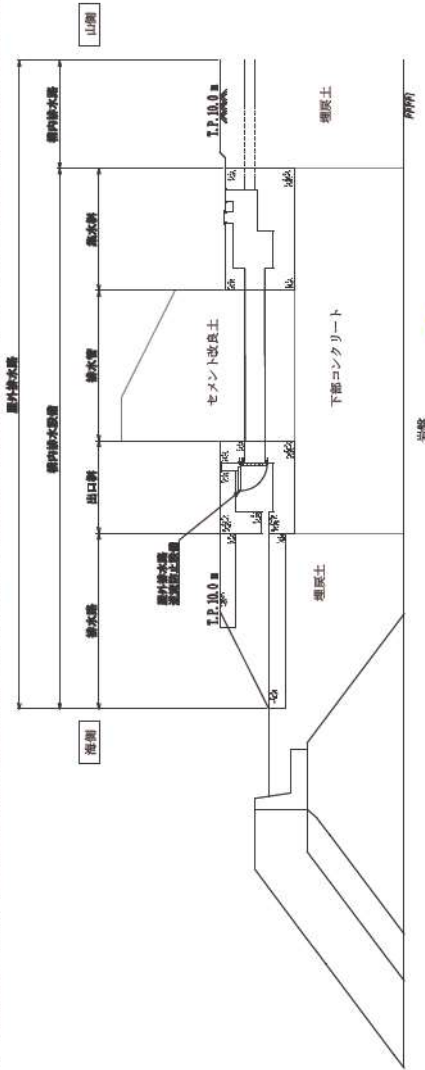 屋外排水路
構内排水設備
構内排水路
排水路
出口桝
排水管
集水桝
海側
山側
屋外排水路
逆流防止設備
T.P.10.0 m
T.P.10.0 m
セメント改良土
埋戻土
下部コンクリート
埋戻土
岩盤